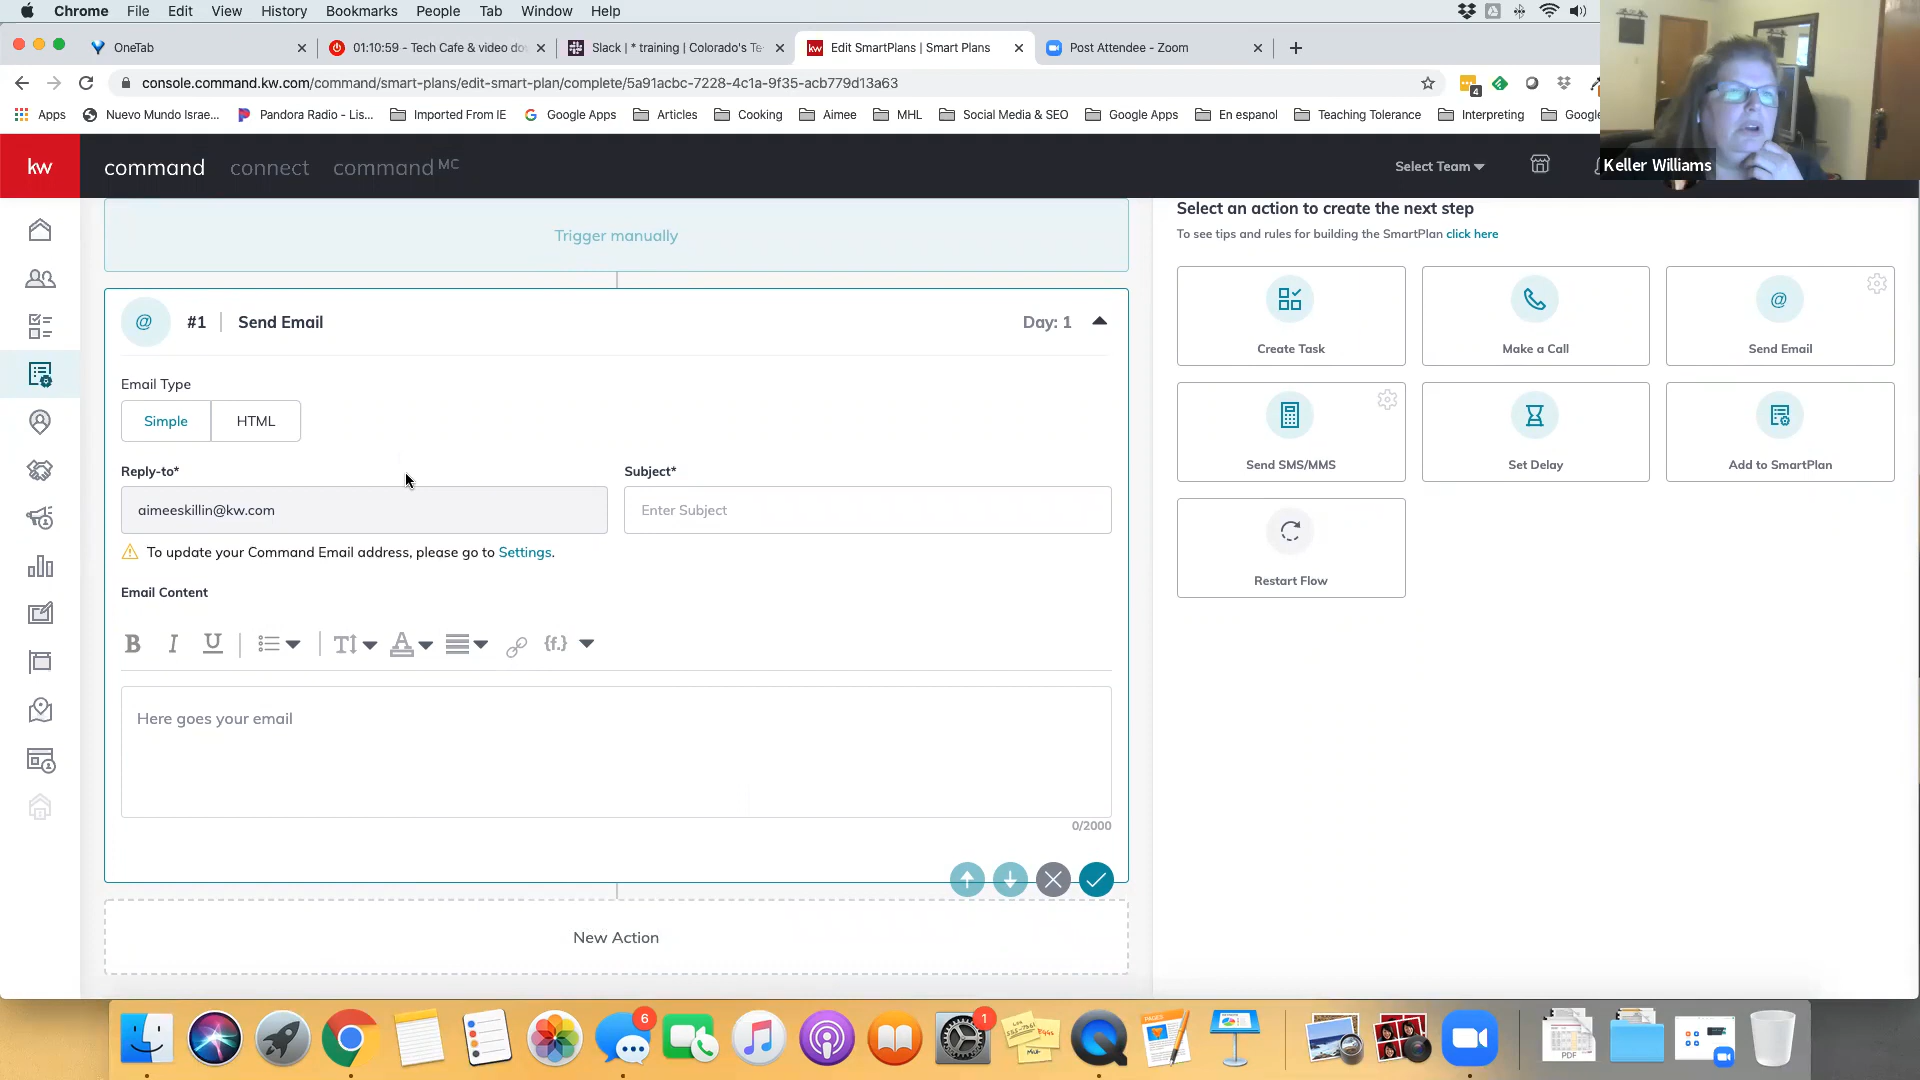 Chrome File Edit View History Bookmarks People Tab Window Help
OneTab
01:10:59 - Tech Cafe & video do
Slack | * training | Colorado's Te
Edit SmartPlans | Smart Plans
Post Attendee - Zoom
console.command.kw.com/command/smart-plans/edit-smart-plan/complete/5a91acbc-7228-4c1a-9f35-acb779d13a63
4
Apps Nuevo Mundo Israe... Pandora Radio - Lis... Imported From IE Google Apps Articles Cooking Aimee MHL Social Media & SEO Google Apps En espanol Teaching Tolerance Interpreting Google
kw command connect command MC Select Team
Keller Williams
Trigger manually
Select an action to create the next step
To see tips and rules for building the SmartPlan click here
@ #1 Send Email Day: 1
Create Task
Make a Call
@
Send Email
Email Type
Simple HTML
Send SMS/MMS
Set Delay
Add to SmartPlan
Reply-to* Subject*
aimeeskillin@kw.com Enter Subject
To update your Command Email address, please go to Settings.
Restart Flow
Email Content
B I U T A {f.}
Here goes your email
0/2000
New Action
6
1
PAGES
PDF